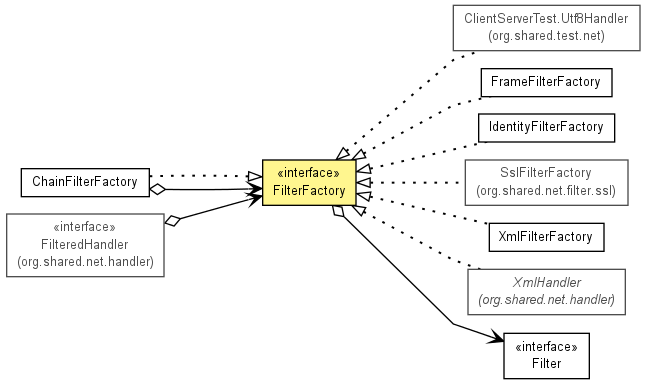 ClientServerTest.Utf8Handler
(org.shared.test.net)
FrameFilterFactory
IdentityFilterFactory
«interface»
FilterFactory
ChainFilterFactory
SslFilterFactory
(org.shared.net.filter.ssl)
«interface»
FilteredHandler
(org.shared.net.handler)
XmlFilterFactory
XmlHandler
(org.shared.net.handler)
«interface»
Filter